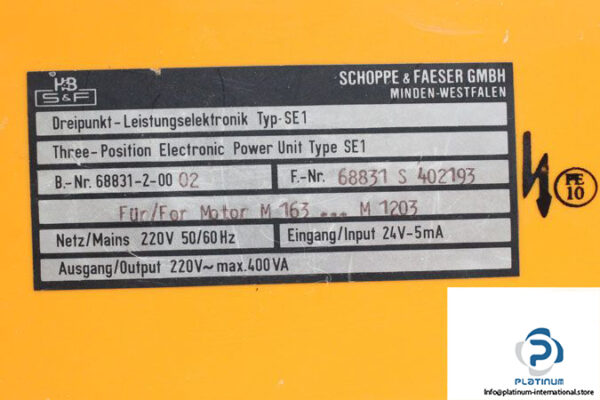 H&B
S&F
SCHOPPE & FAESER GMBH
MINDEN-WESTFALEN
Dreipunkt-Leistungselektronik Typ-SE1
Three-Position Electronic Power Unit Type SE1
B.-Nr. 68831-2-00 02 F.-Nr. 68831 S 402193
Für/For Motor M 163 ... M 1203
Netz/Mains 220V 50/60Hz Eingang/Input 24V-5mA
Ausgang/Output 220V~ max.400VA
PE
10
PLATINUM
Info@platinum-international.store